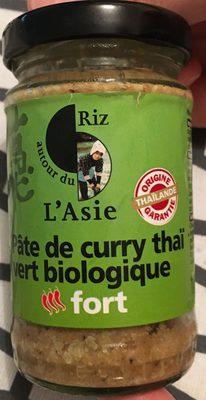 Riz
autour du
L'Asie
ORIGINE
THAÏLANDE
GARANTIE
Pâte de curry thaï
vert biologique
fort